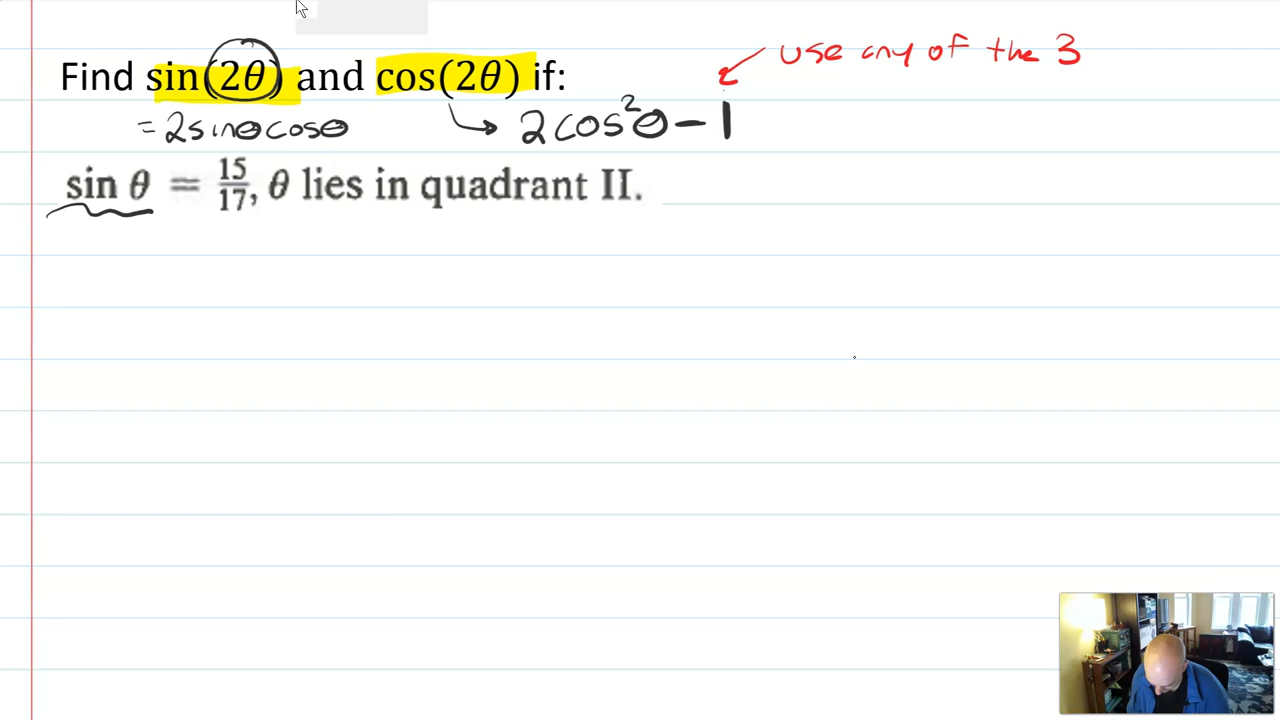 use any of the 3
Find sin(2θ) and cos(2θ) if:
= 2sinθcosθ → 2cos²θ - 1
sin θ = 15/17, θ lies in quadrant II.